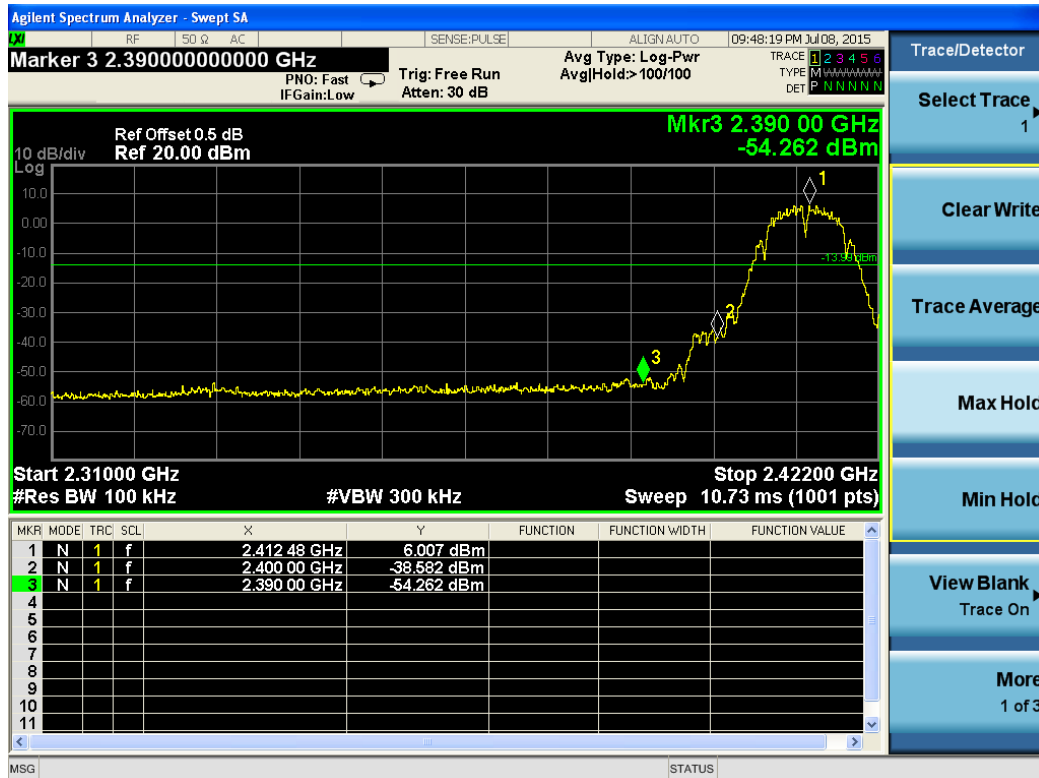 Agilent Spectrum Analyzer - Swept SA
LXI RF 50 Ω AC SENSE:PULSE ALIGNAUTO 09:48:19 PM Jul 08, 2015
Marker 3 2.390000000000 GHz
PNO: Fast
IFGain:Low
Trig: Free Run
Atten: 30 dB
Avg Type: Log-Pwr
Avg|Hold:>100/100
TRACE 1 2 3 4 5 6
TYPE M
DET P N N N N N
Trace/Detector
Select Trace
1
Clear Write
Trace Average
Max Hold
Min Hold
View Blank
Trace On
More
1 of 3
Mkr3 2.390 00 GHz
-54.262 dBm
Ref Offset 0.5 dB
10 dB/div Ref 20.00 dBm
Log
10.0
0.00
-10.0
-20.0
-30.0
-40.0
-50.0
-60.0
-70.0
1
2
3
Start 2.31000 GHz Stop 2.42200 GHz
#Res BW 100 kHz #VBW 300 kHz Sweep 10.73 ms (1001 pts)
MKR MODE TRC SCL X Y FUNCTION FUNCTION WIDTH FUNCTION VALUE
1 N 1 f 2.412 48 GHz 6.007 dBm
2 N 1 f 2.400 00 GHz -38.582 dBm
3 N 1 f 2.390 00 GHz -54.262 dBm
4
5
6
7
8
9
10
11
MSG STATUS